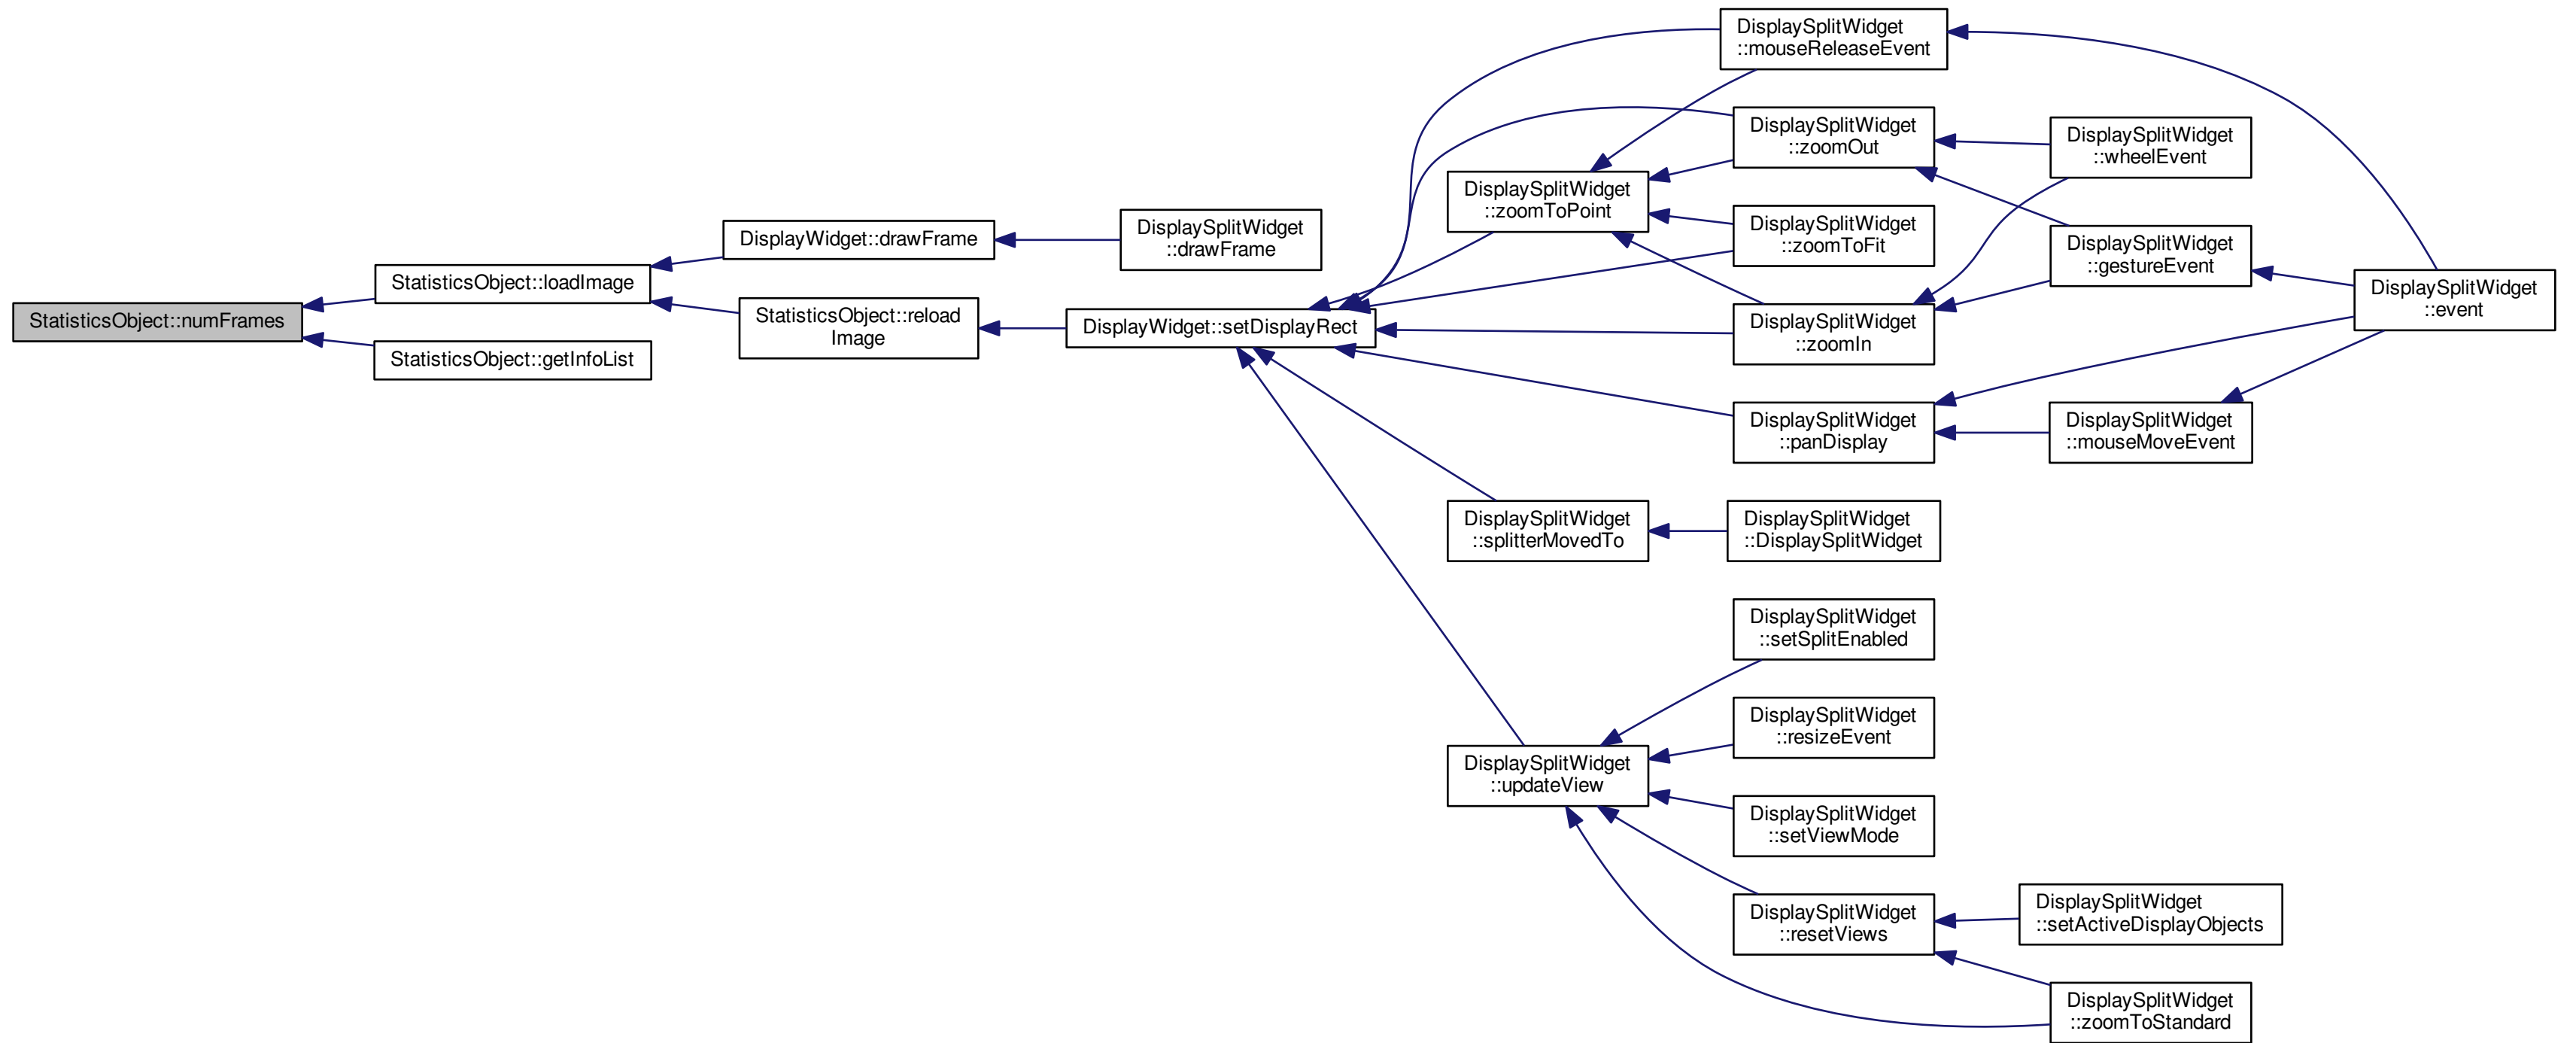 DisplaySplitWidget
::mouseReleaseEvent
DisplaySplitWidget
::zoomOut
DisplaySplitWidget
::wheelEvent
DisplaySplitWidget
::zoomToPoint
DisplayWidget::drawFrame
DisplaySplitWidget
::drawFrame
DisplaySplitWidget
::zoomToFit
DisplaySplitWidget
::gestureEvent
StatisticsObject::loadImage
DisplaySplitWidget
::event
StatisticsObject::numFrames
StatisticsObject::reload
Image
DisplayWidget::setDisplayRect
DisplaySplitWidget
::zoomIn
StatisticsObject::getInfoList
DisplaySplitWidget
::panDisplay
DisplaySplitWidget
::mouseMoveEvent
DisplaySplitWidget
::splitterMovedTo
DisplaySplitWidget
::DisplaySplitWidget
DisplaySplitWidget
::setSplitEnabled
DisplaySplitWidget
::resizeEvent
DisplaySplitWidget
::updateView
DisplaySplitWidget
::setViewMode
DisplaySplitWidget
::resetViews
DisplaySplitWidget
::setActiveDisplayObjects
DisplaySplitWidget
::zoomToStandard